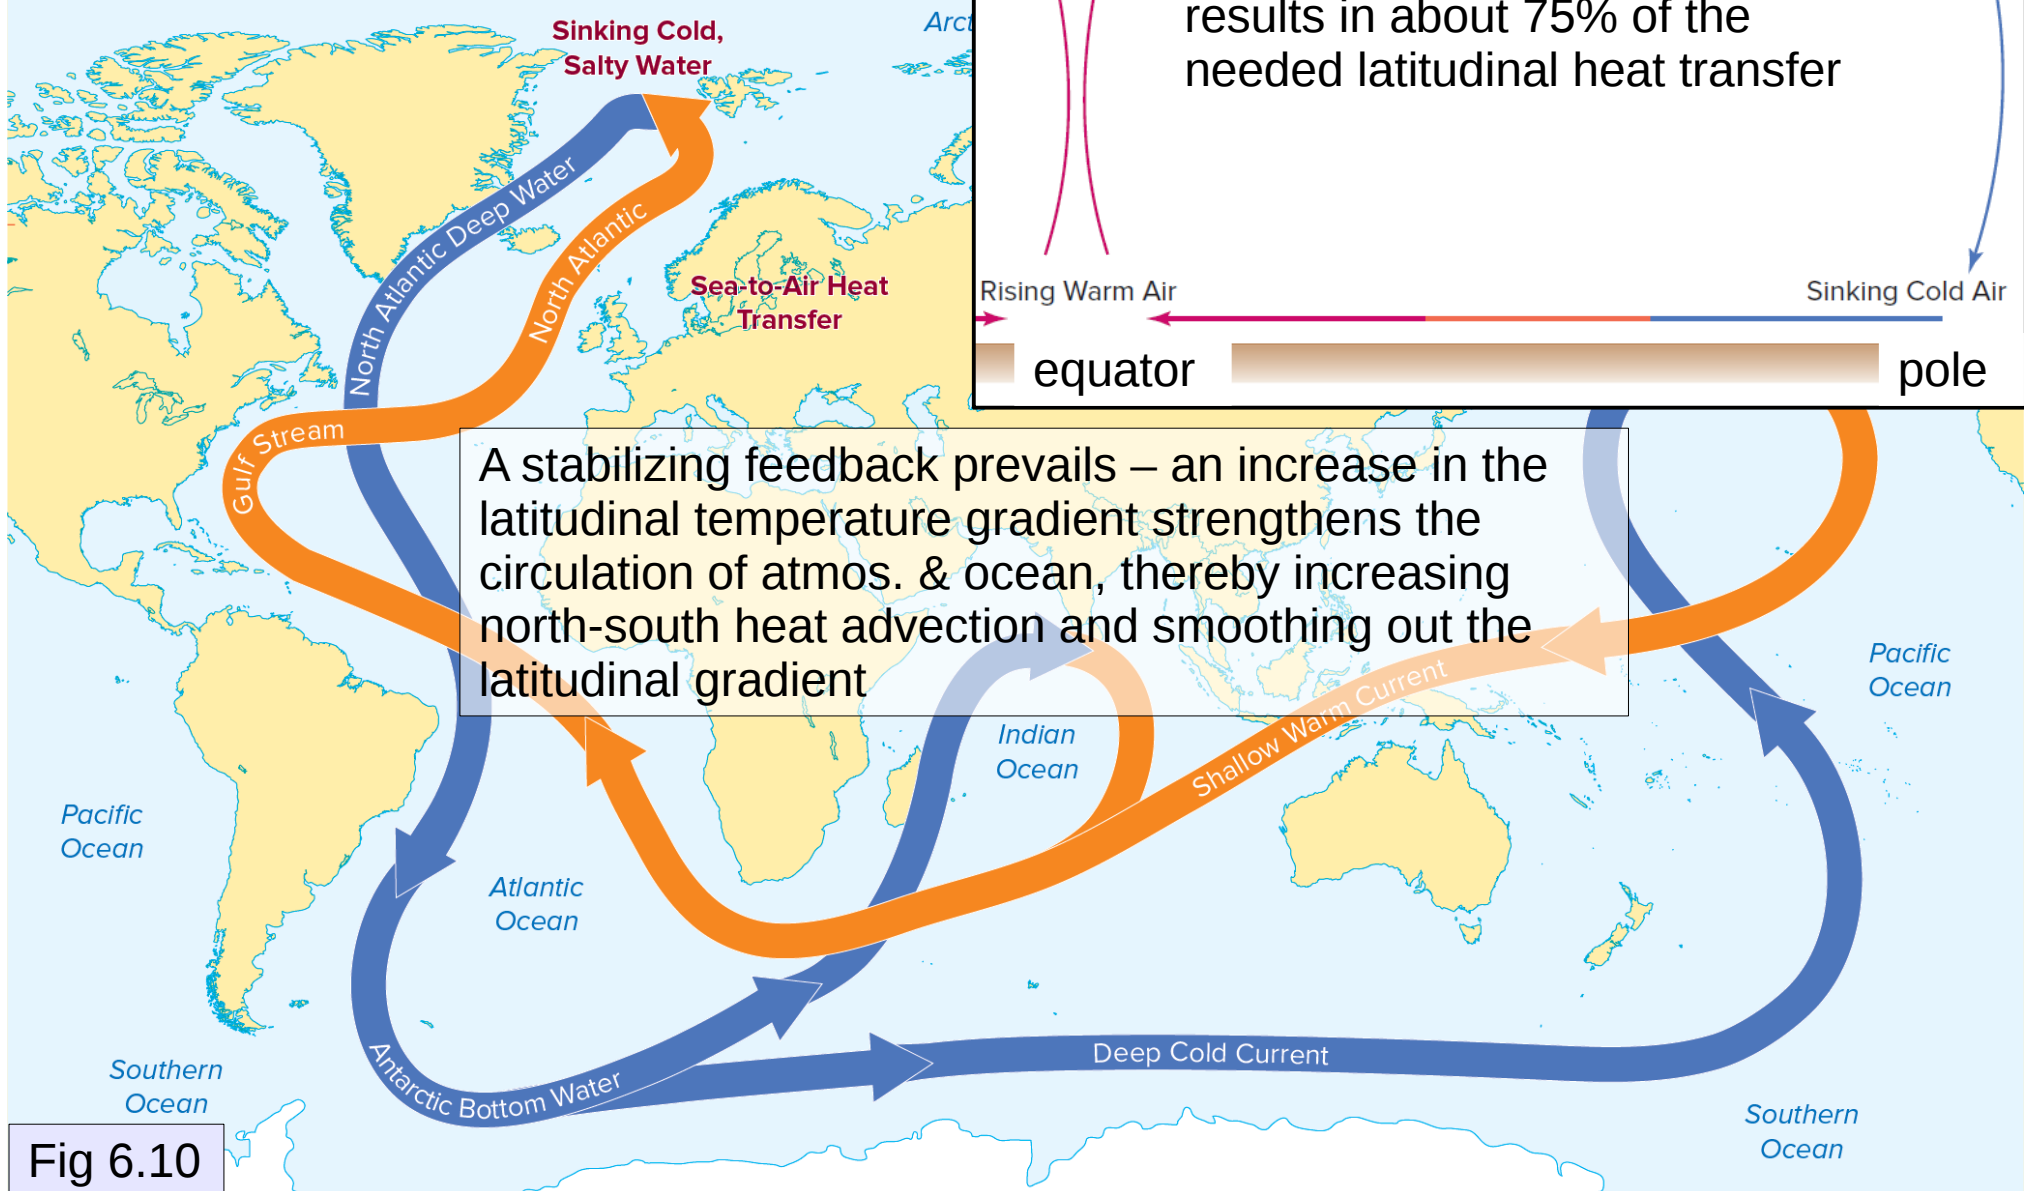 Sinking Cold,
Salty Water
Arct
results in about 75% of the
needed latitudinal heat transfer
North Atlantic Deep Water
North Atlantic
Sea-to-Air Heat
Transfer
Rising Warm Air
Sinking Cold Air
equator
pole
Gulf Stream
A stabilizing feedback prevails – an increase in the
latitudinal temperature gradient strengthens the
circulation of atmos. & ocean, thereby increasing
north-south heat advection and smoothing out the
latitudinal gradient
Shallow Warm Current
Pacific
Ocean
Indian
Ocean
Pacific
Ocean
Atlantic
Ocean
Antarctic Bottom Water
Deep Cold Current
Southern
Ocean
Southern
Ocean
Fig 6.10